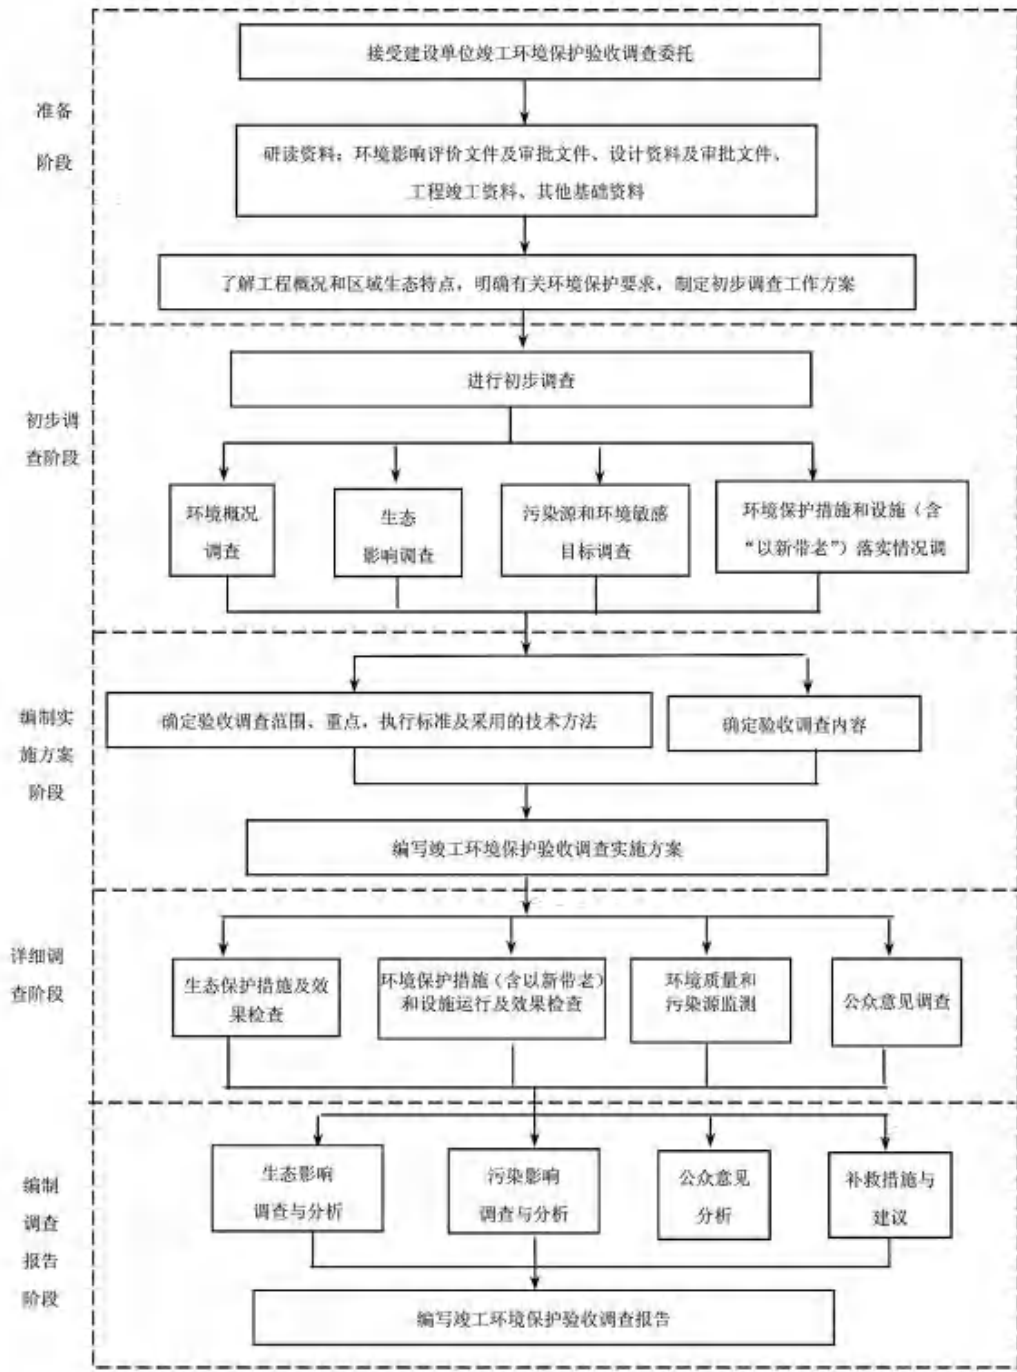 准备
阶段
接受建设单位竣工环境保护验收调查委托
研读资料：环境影响评价文件及审批文件、设计资料及审批文件、
工程竣工资料、其他基础资料
了解工程概况和区域生态特点，明确有关环境保护要求，制定初步调查工作方案
初步调
查阶段
进行初步调查
环境概况
调查
生态
影响调查
污染源和环境敏感
目标调查
环境保护措施和设施（含
“以新带老”）落实情况调
编制实
施方案
阶段
确定验收调查范围、重点，执行标准及采用的技术方法
确定验收调查内容
编写竣工环境保护验收调查实施方案
详细调
查阶段
生态保护措施及效
果检查
环境保护措施（含以新带老）
和设施运行及效果检查
环境质量和
污染源监测
公众意见调查
编制
调查
报告
阶段
生态影响
调查与分析
污染影响
调查与分析
公众意见
分析
补救措施与
建议
编写竣工环境保护验收调查报告